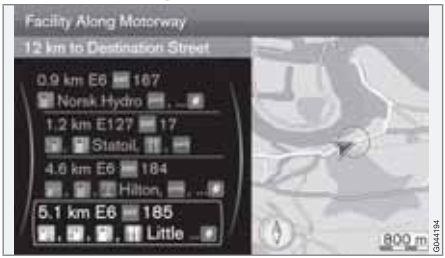 Facility Along Motorway
12 km to Destination Street
0.9 km E6 167
Norsk Hydro , ...
1.2 km E127 17
, Statoil, ,
4.6 km E6 184
, , Hilton, , ...
5.1 km E6 185
, , , Little ...
800 m
G044194